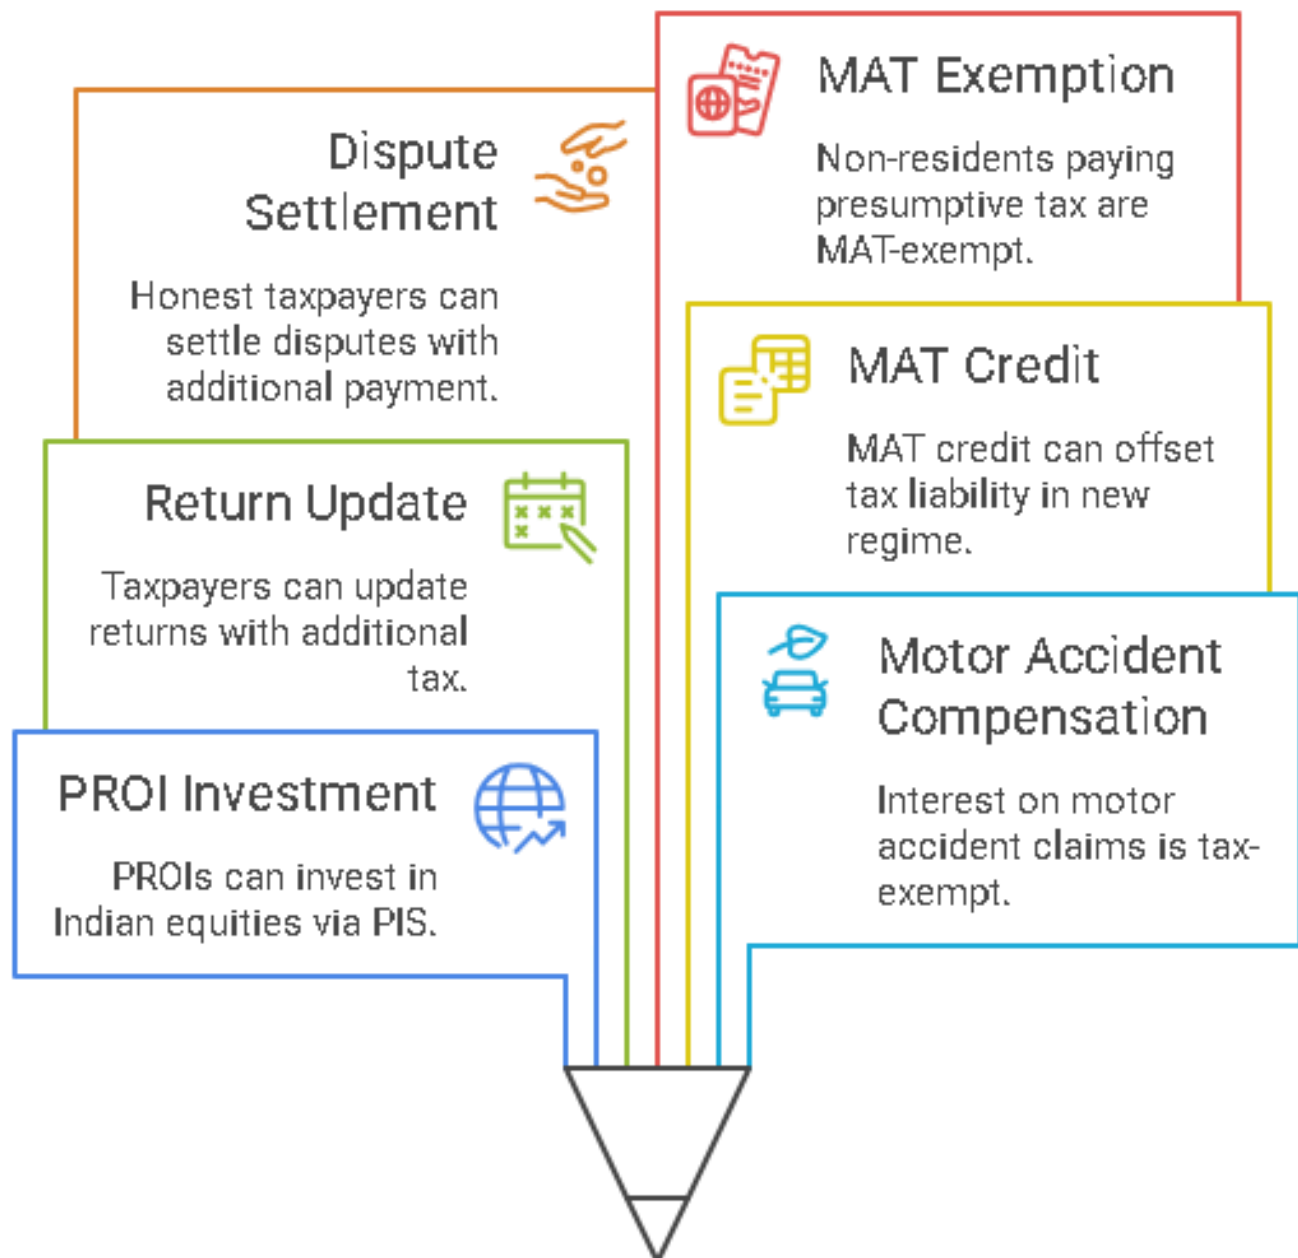 Dispute
Settlement
Honest taxpayers can
settle disputes with
additional payment.
Return Update
Taxpayers can update
returns with additional
tax.
PROI Investment
PROIs can invest in
Indian equities via PIS.
MAT Exemption
Non-residents paying
presumptive tax are
MAT-exempt.
MAT Credit
MAT credit can offset
tax liability in new
regime.
Motor Accident
Compensation
Interest on motor
accident claims is tax-
exempt.